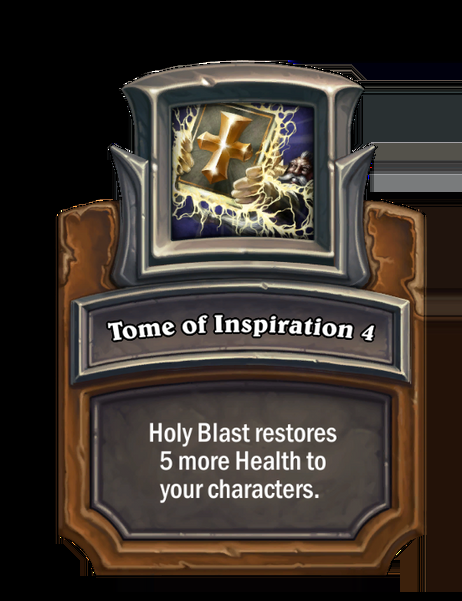 Tome of Inspiration 4
Holy Blast restores
5 more Health to
your characters.